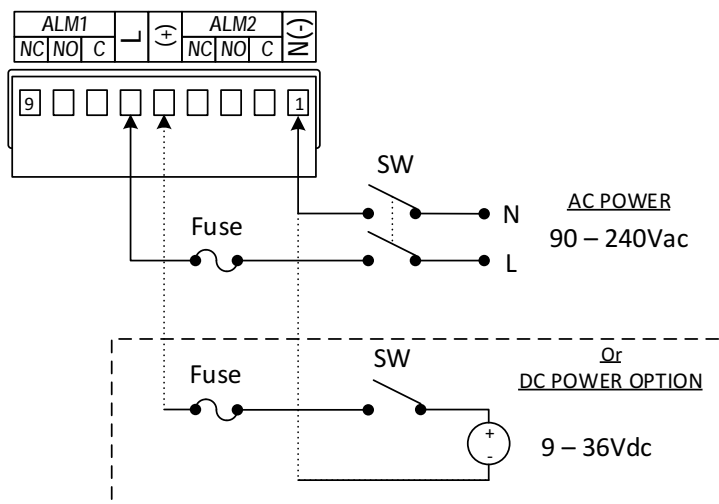 ALM1 L (+) ALM2 N(-)
NC NO C NC NO C
9 1
SW
N AC POWER
Fuse 90 – 240Vac
L
Or
Fuse SW DC POWER OPTION
+
- 9 – 36Vdc